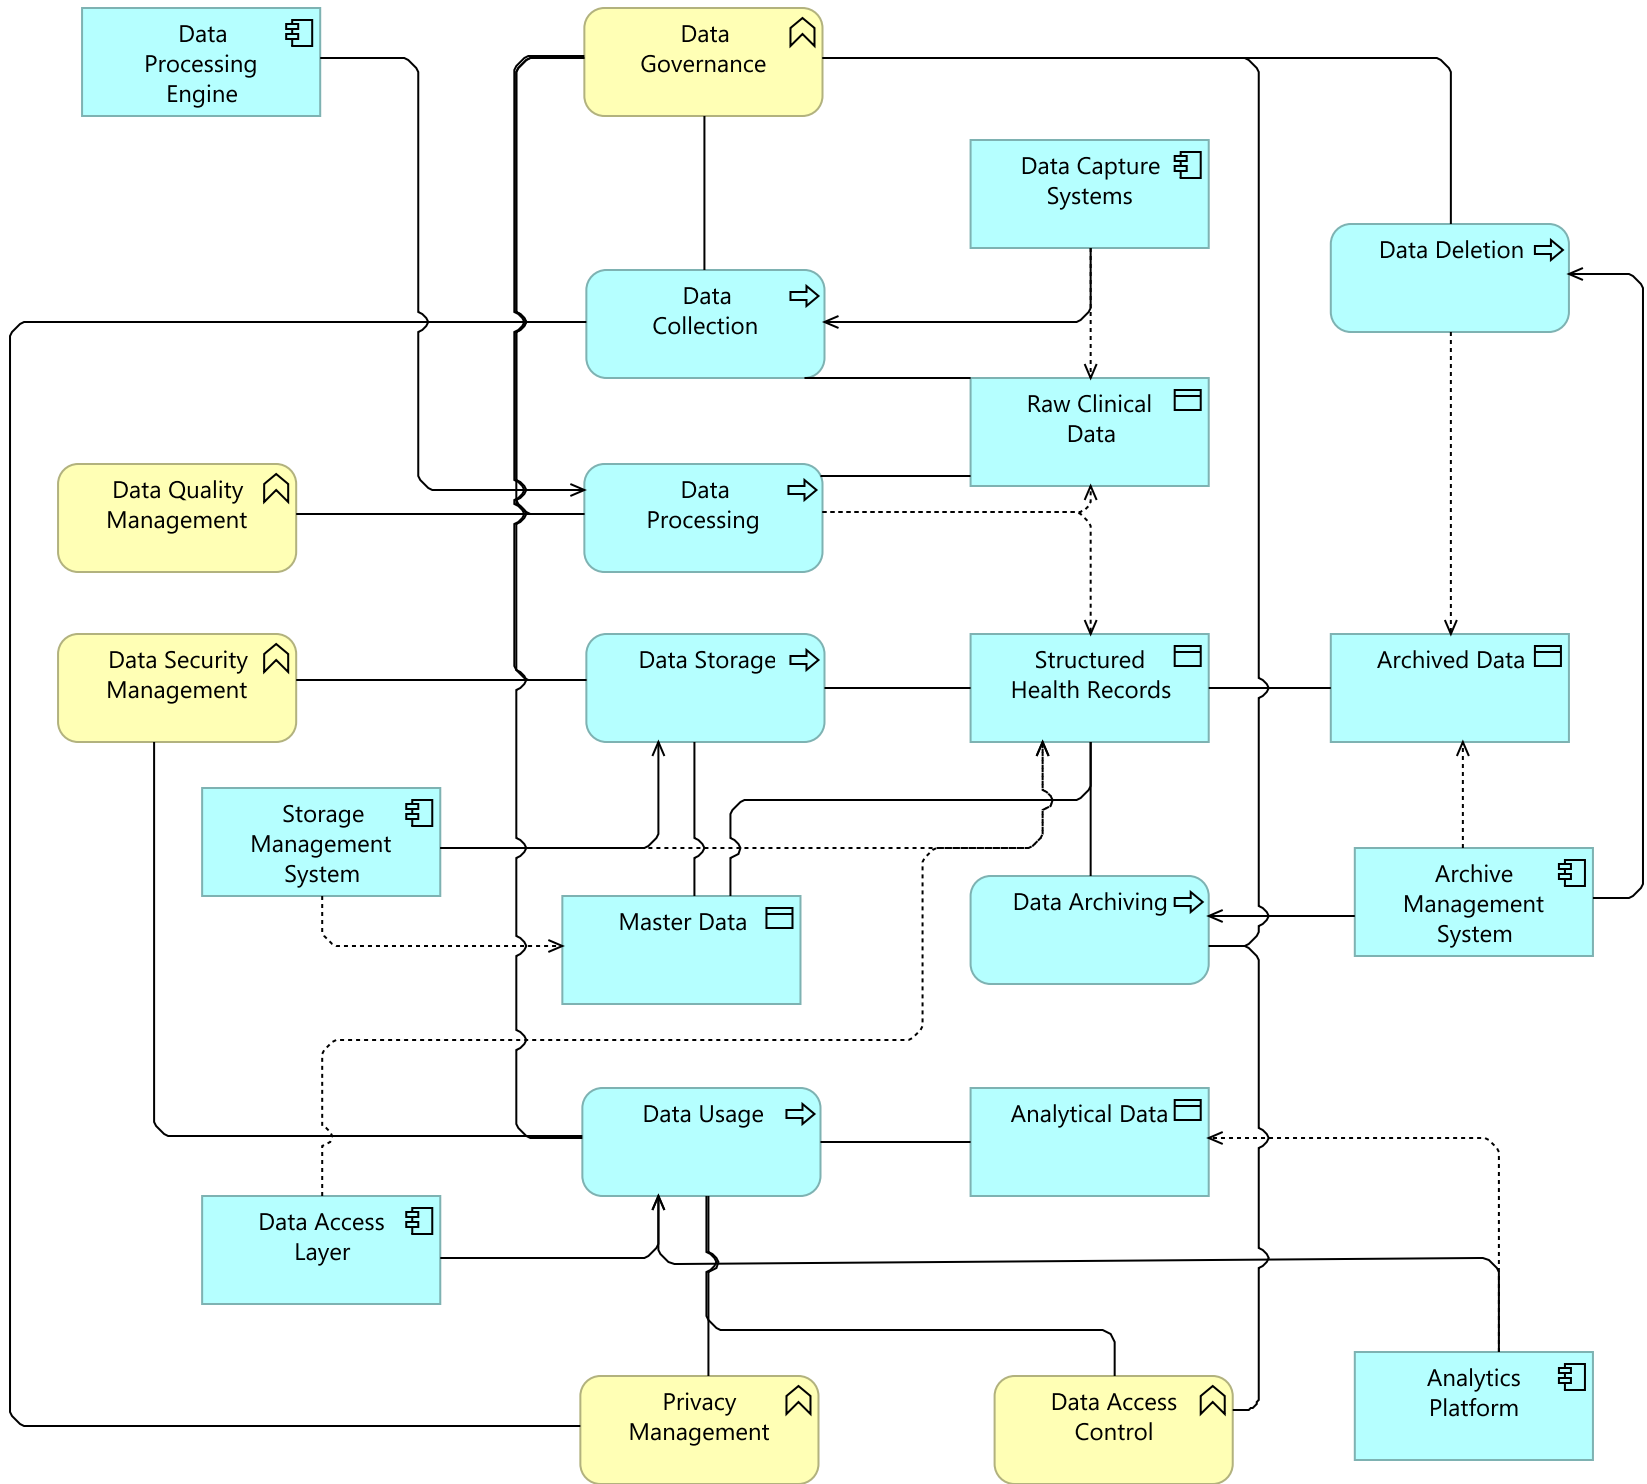 Data
Processing
Engine
Data
Governance
Data Capture
Systems
Data Deletion
Data
Collection
Raw Clinical
Data
Data Quality
Management
Data
Processing
Data Security
Management
Data Storage
Structured
Health Records
Archived Data
Storage
Management
System
Master Data
Data Archiving
Archive
Management
System
Data Usage
Analytical Data
Data Access
Layer
Privacy
Management
Data Access
Control
Analytics
Platform